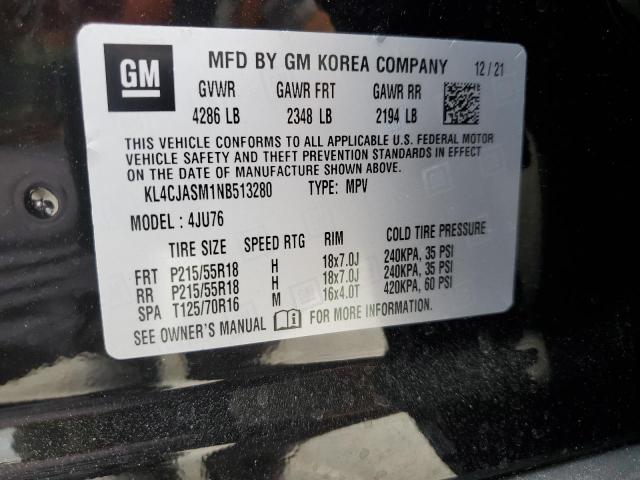 GM MFD BY GM KOREA COMPANY 12/21
GVWR GAWR FRT GAWR RR
4286 LB 2348 LB 2194 LB
THIS VEHICLE CONFORMS TO ALL APPLICABLE U.S. FEDERAL MOTOR
VEHICLE SAFETY AND THEFT PREVENTION STANDARDS IN EFFECT
ON THE DATE OF MANUFACTURE SHOWN ABOVE.
KL4CJASM1NB513280 TYPE: MPV
MODEL : 4JU76
TIRE SIZE SPEED RTG RIM COLD TIRE PRESSURE
FRT P215/55R18 H 18x7.0J 240KPA, 35 PSI
RR P215/55R18 H 18x7.0J 240KPA, 35 PSI
SPA T125/70R16 M 16x4.0T 420KPA, 60 PSI
SEE OWNER'S MANUAL FOR MORE INFORMATION.